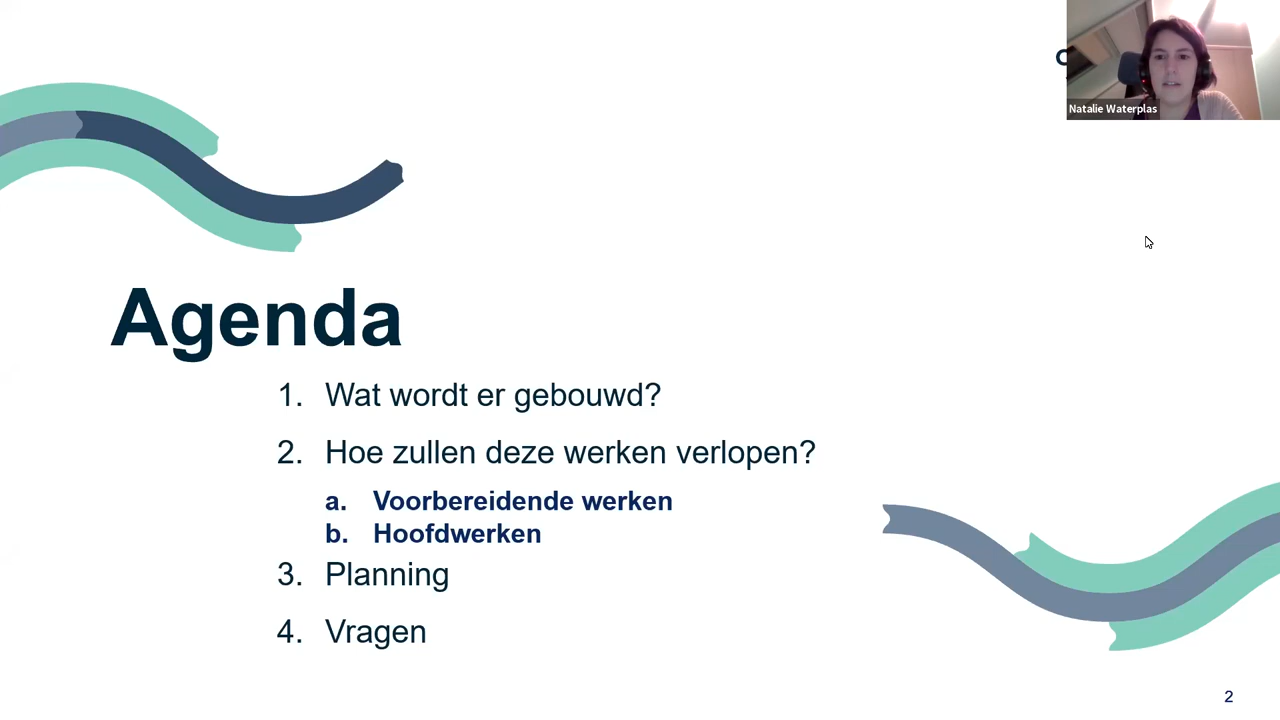 Natalie Waterplas
Agenda
1. Wat wordt er gebouwd?
2. Hoe zullen deze werken verlopen?
a. Voorbereidende werken
b. Hoofdwerken
3. Planning
4. Vragen
2